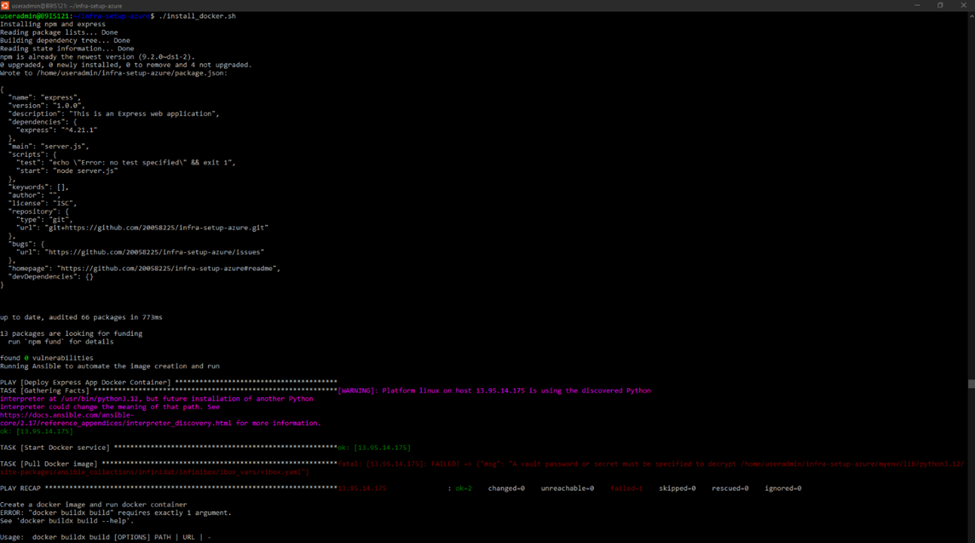 useradmin@09IS121: ~/infra-setup-azure
useradmin@09IS121:~/infra-setup-azure$ ./install_docker.sh
Installing npm and express
Reading package lists... Done
Building dependency tree... Done
Reading state information... Done
npm is already the newest version (9.2.0~ds1-2).
0 upgraded, 0 newly installed, 0 to remove and 4 not upgraded.
Wrote to /home/useradmin/infra-setup-azure/package.json:
{
"name": "express",
"version": "1.0.0",
"description": "This is an Express web application",
"dependencies": {
"express": "^4.21.1"
},
"main": "server.js",
"scripts": {
"test": "echo \"Error: no test specified\" && exit 1",
"start": "node server.js"
},
"keywords": [],
"author": "",
"license": "ISC",
"repository": {
"type": "git",
"url": "git+https://github.com/20058225/infra-setup-azure.git"
},
"bugs": {
"url": "https://github.com/20058225/infra-setup-azure/issues"
},
"homepage": "https://github.com/20058225/infra-setup-azure#readme",
"devDependencies": {}
}
up to date, audited 66 packages in 773ms
13 packages are looking for funding
run `npm fund` for details
found 0 vulnerabilities
Running Ansible to automate the image creation and run
PLAY [Deploy Express App Docker Container] ****************************************
TASK [Gathering Facts] ************************************************************[WARNING]: Platform linux on host 13.95.14.175 is using the discovered Python
interpreter at /usr/bin/python3.12, but future installation of another Python
interpreter could change the meaning of that path. See
https://docs.ansible.com/ansible-
core/2.17/reference_appendices/interpreter_discovery.html for more information.
ok: [13.95.14.175]
TASK [Start Docker service] *******************************************************ok: [13.95.14.175]
TASK [Pull Docker image] **********************************************************fatal: [13.95.14.175]: FAILED! => {"msg": "A vault password or secret must be specified to decrypt /home/useradmin/infra-setup-azure/myenv/lib/python3.12/
site-packages/ansible_collections/infinidat/infinibox/ibox_vars/vibox.yaml"}
PLAY RECAP ************************************************************************13.95.14.175 : ok=2 changed=0 unreachable=0 failed=1 skipped=0 rescued=0 ignored=0
Create a docker image and run docker container
ERROR: "docker buildx build" requires exactly 1 argument.
See 'docker buildx build --help'.
Usage: docker buildx build [OPTIONS] PATH | URL | -